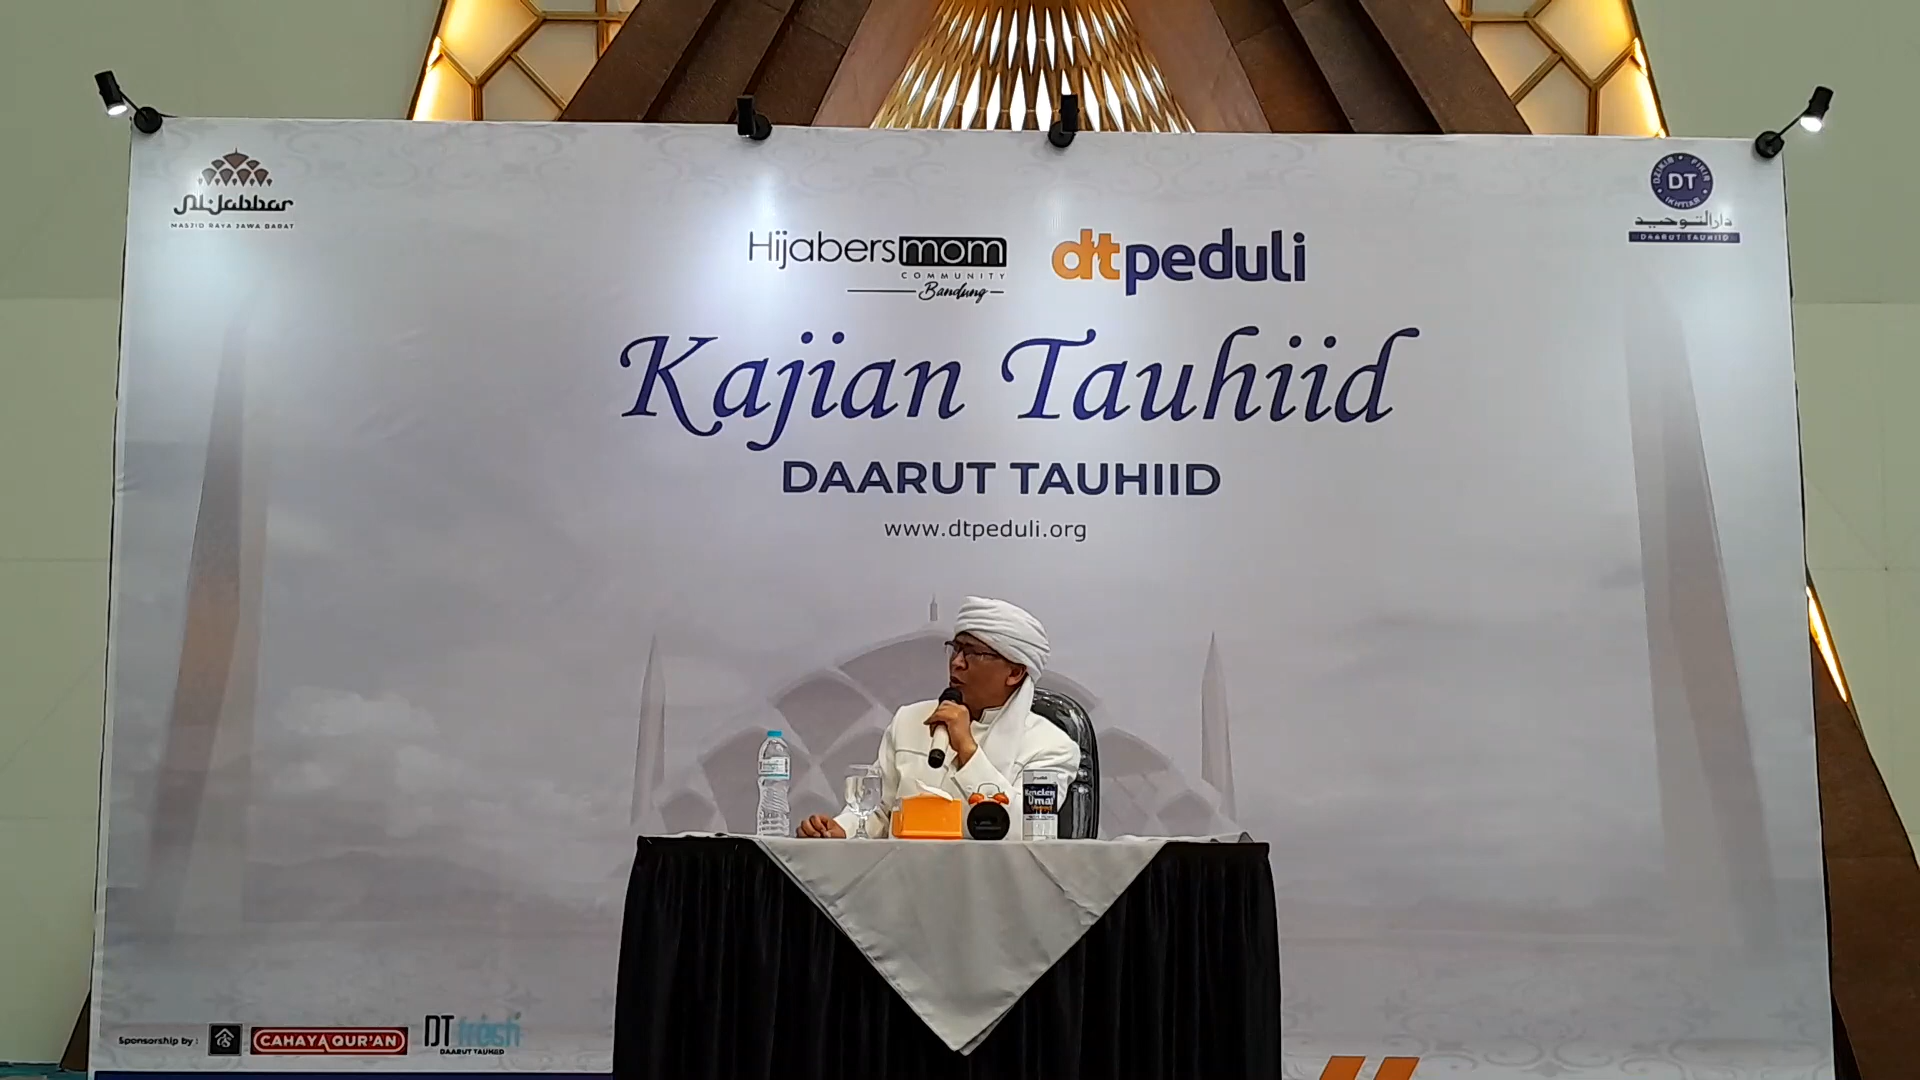 Al-Jabbar
MASJID RAYA JAWA BARAT
DZIKIR • FIKIR • IKHTIAR
DT
دار التوحيد
DAARUT TAUHIID
Hijabersmom
COMMUNITY
Bandung
dtpeduli
Kajian Tauhiid
DAARUT TAUHIID
www.dtpeduli.org
Umar
Sponsorship by :
CAHAYA QUR'AN
DT fresh
DAARUT TAUHIID